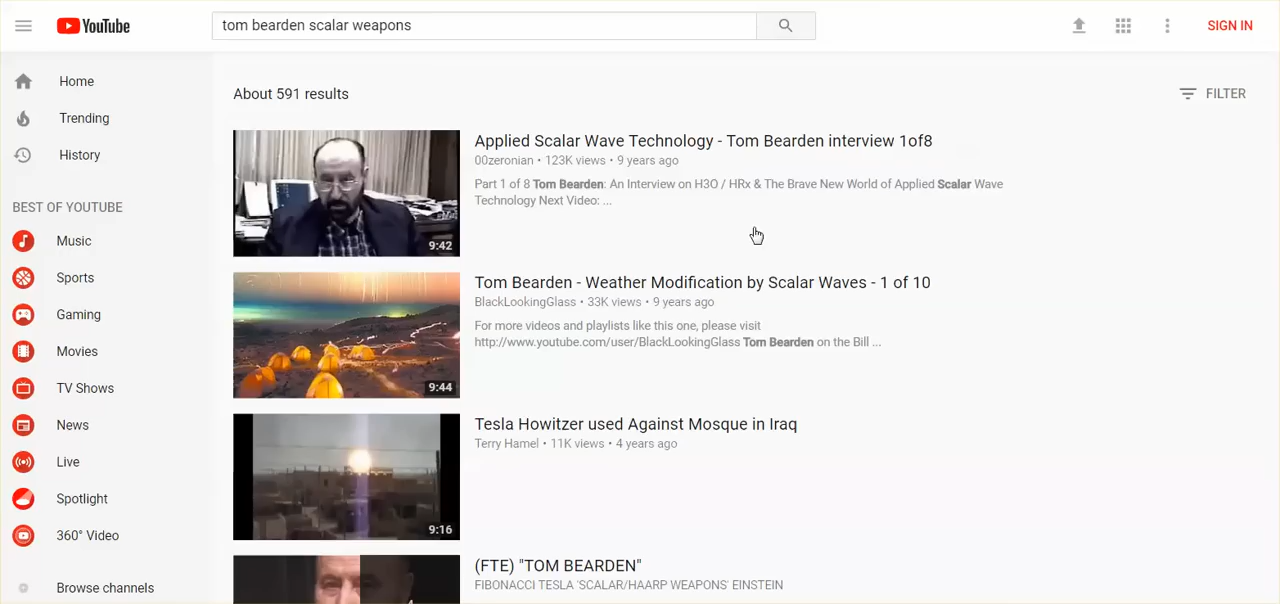 YouTube
tom bearden scalar weapons
SIGN IN
Home
Trending
History
BEST OF YOUTUBE
Music
Sports
Gaming
Movies
TV Shows
News
Live
Spotlight
360° Video
Browse channels
About 591 results
FILTER
9:42
Applied Scalar Wave Technology - Tom Bearden interview 1of8
00zeronian • 123K views • 9 years ago
Part 1 of 8 Tom Bearden: An Interview on H3O / HRx & The Brave New World of Applied Scalar Wave
Technology Next Video: ...
9:44
Tom Bearden - Weather Modification by Scalar Waves - 1 of 10
BlackLookingGlass • 33K views • 9 years ago
For more videos and playlists like this one, please visit
http://www.youtube.com/user/BlackLookingGlass Tom Bearden on the Bill ...
9:16
Tesla Howitzer used Against Mosque in Iraq
Terry Hamel • 11K views • 4 years ago
(FTE) "TOM BEARDEN"
FIBONACCI TESLA 'SCALAR/HAARP WEAPONS' EINSTEIN